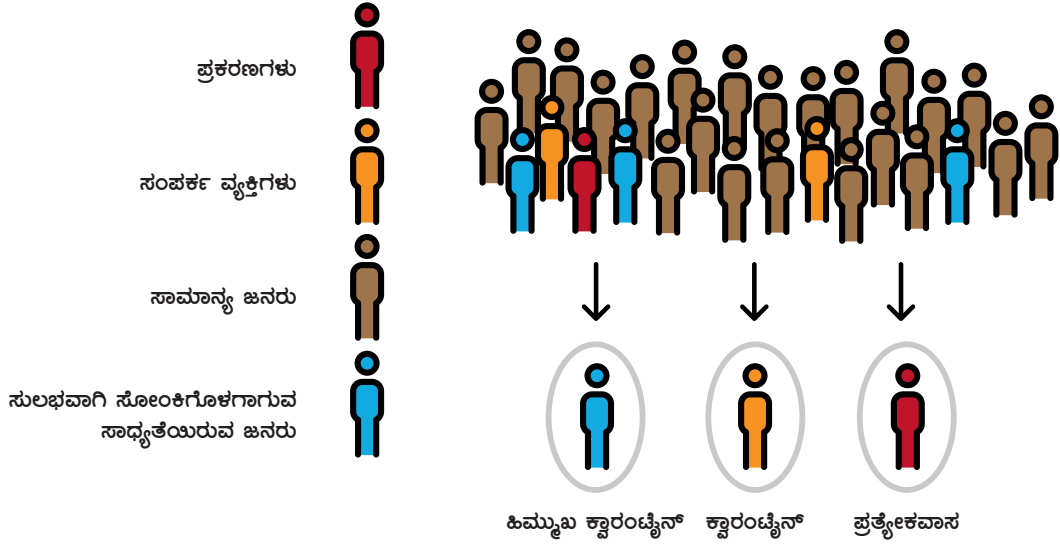 ಪ್ರಕರಣಗಳು
ಸಂಪರ್ಕ ವ್ಯಕ್ತಿಗಳು
ಸಾಮಾನ್ಯ ಜನರು
ಸುಲಭವಾಗಿ ಸೋಂಕಿಗೊಳಗಾಗುವ
ಸಾಧ್ಯತೆಯಿರುವ ಜನರು
ಹಿಮ್ಮುಖ ಕ್ವಾರಂಟೈನ್
ಕ್ವಾರಂಟೈನ್
ಪ್ರತ್ಯೇಕವಾಸ